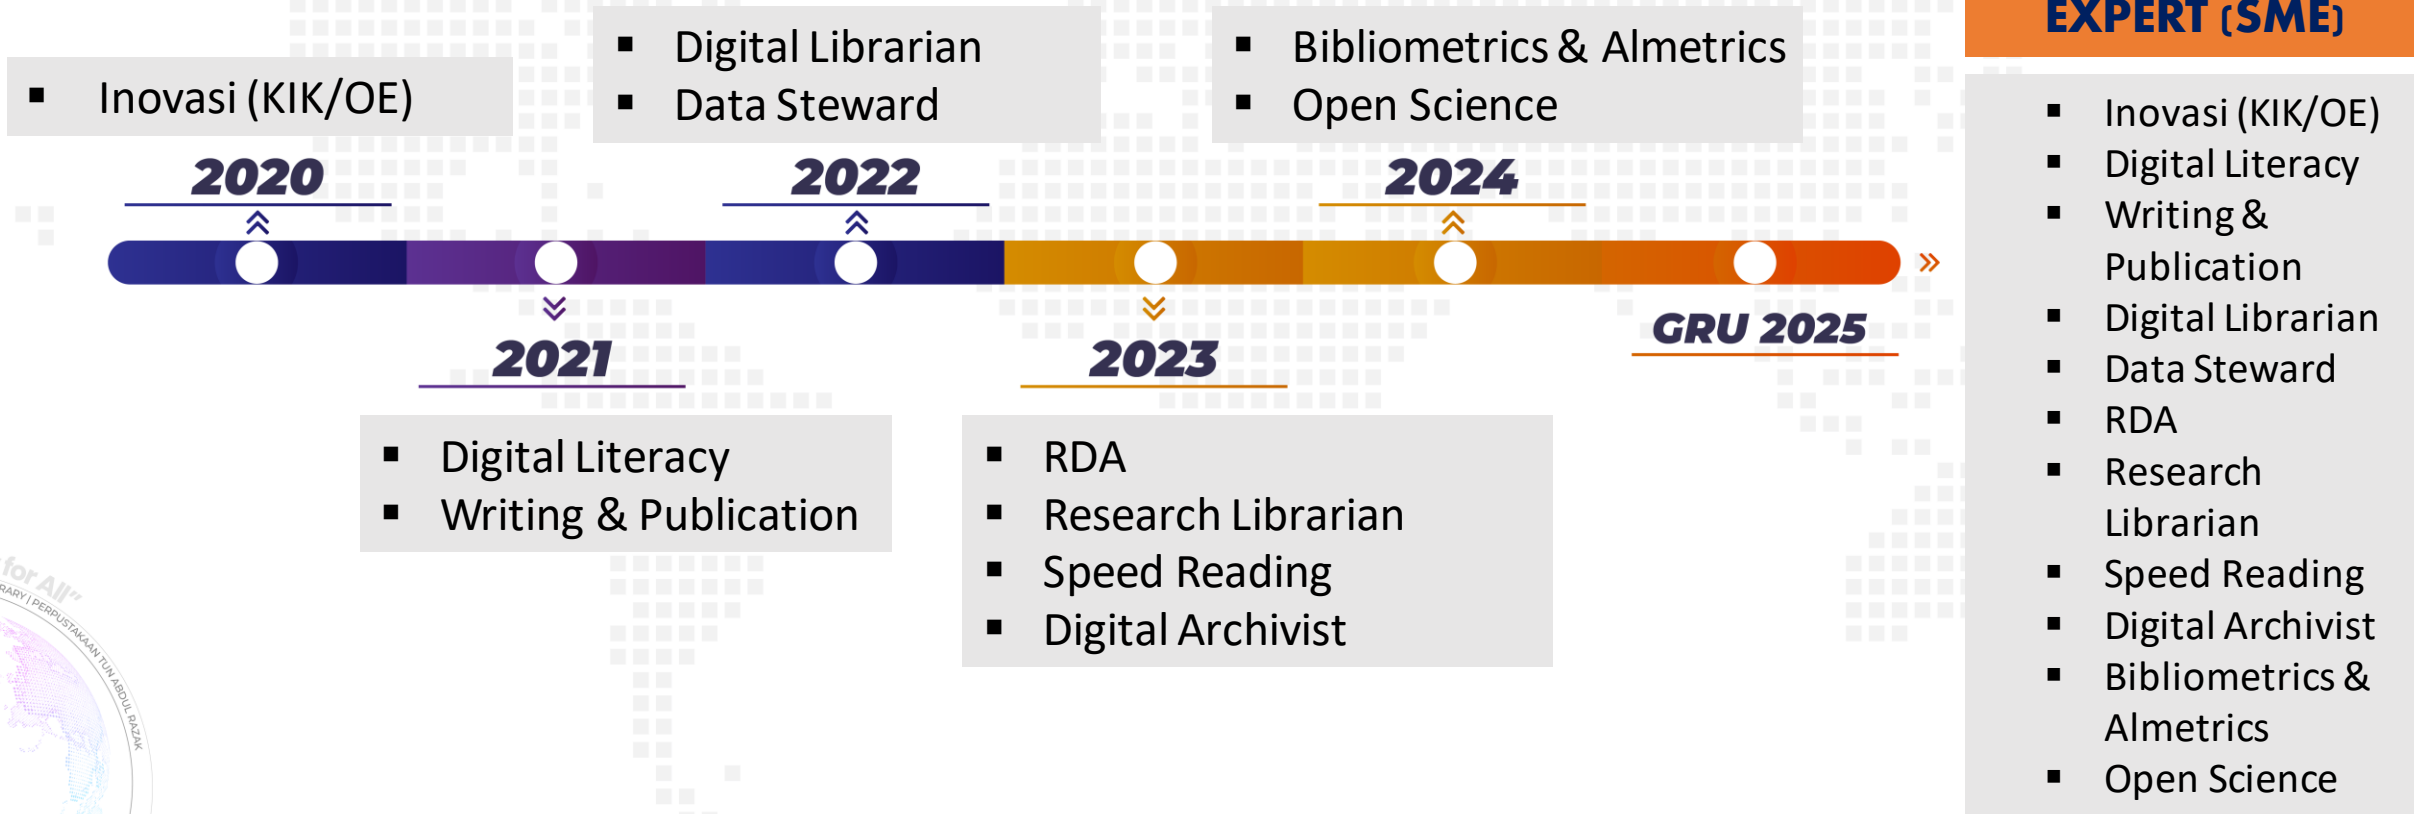 Inovasi (KIK/OE)
2020
Digital Literacy
Writing & Publication
2021
Digital Librarian
Data Steward
2022
RDA
Research Librarian
Speed Reading
Digital Archivist
2023
Bibliometrics & Almetrics
Open Science
2024
GRU 2025
EXPERT (SME)
Inovasi (KIK/OE)
Digital Literacy
Writing &
Publication
Digital Librarian
Data Steward
RDA
Research
Librarian
Speed Reading
Digital Archivist
Bibliometrics &
Almetrics
Open Science
for All”
PERPUSTAKAAN TUN ABDUL RAZAK